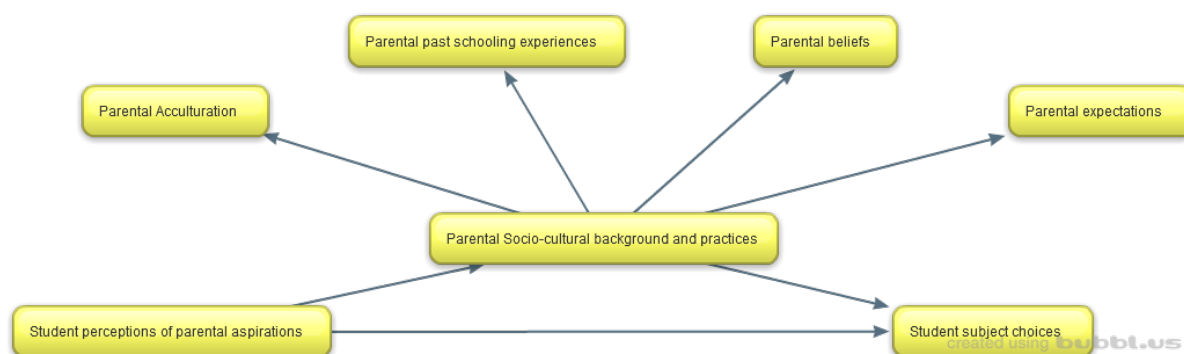 Parental past schooling experiences
Parental beliefs
Parental Acculturation
Parental expectations
Parental Socio-cultural background and practices
Student perceptions of parental aspirations
Student subject choices
created using bubbl.us